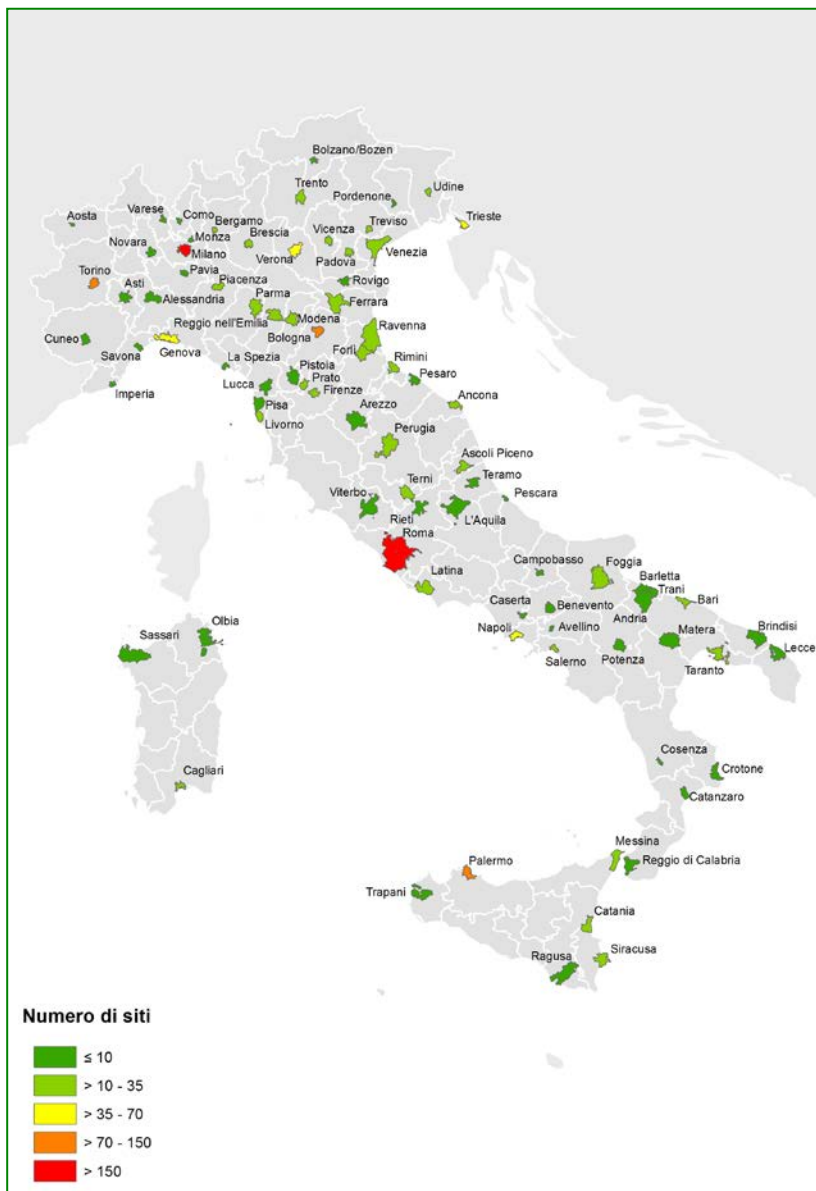 Bolzano/Bozen
Trento
Udine
Pordenone
Aosta
Varese
Como
Bergamo
Brescia
Vicenza
Treviso
Trieste
Novara
Monza
Milano
Verona
Padova
Venezia
Torino
Pavia
Piacenza
Rovigo
Asti
Alessandria
Parma
Ferrara
Modena
Reggio nell'Emilia
Ravenna
Cuneo
Bologna
Savona
Genova
Forlì
La Spezia
Pistoia
Rimini
Imperia
Lucca
Prato
Pesaro
Firenze
Pisa
Arezzo
Ancona
Livorno
Perugia
Ascoli Piceno
Terni
Teramo
Viterbo
Pescara
Rieti
L'Aquila
Roma
Campobasso
Foggia
Latina
Barletta
Trani
Caserta
Bari
Benevento
Andria
Olbia
Napoli
Avellino
Matera
Brindisi
Sassari
Lecce
Salerno
Potenza
Taranto
Cosenza
Cagliari
Crotone
Catanzaro
Messina
Palermo
Reggio di Calabria
Trapani
Catania
Ragusa
Siracusa
Numero di siti
≤ 10
> 10 - 35
> 35 - 70
> 70 - 150
> 150